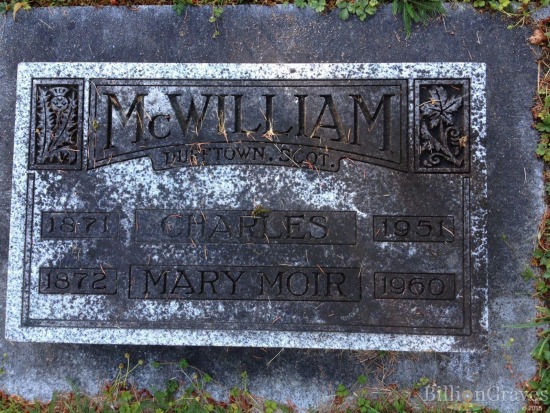 McWILLIAM
DUFFTOWN, SCOT.
1871 CHARLES 1951
1872 MARY MOIR 1960
BillionGraves